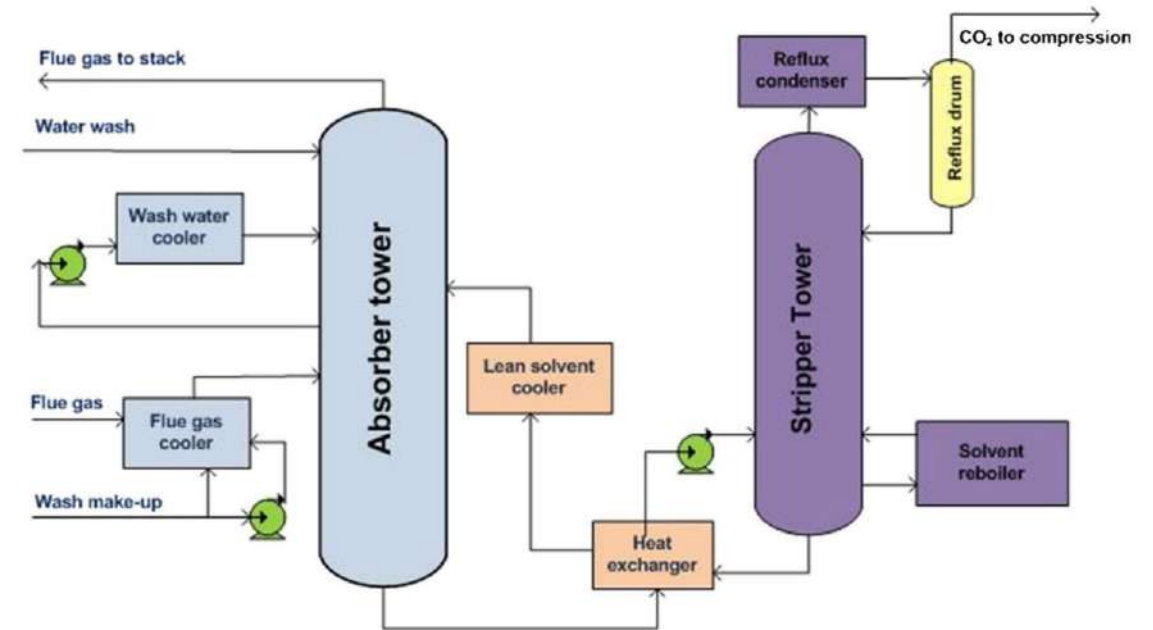 CO₂ to compression
Flue gas to stack
Reflux
condenser
Reflux drum
Water wash
Wash water
cooler
Absorber tower
Stripper Tower
Lean solvent
cooler
Flue gas
Flue gas
cooler
Solvent
reboiler
Wash make-up
Heat
exchanger